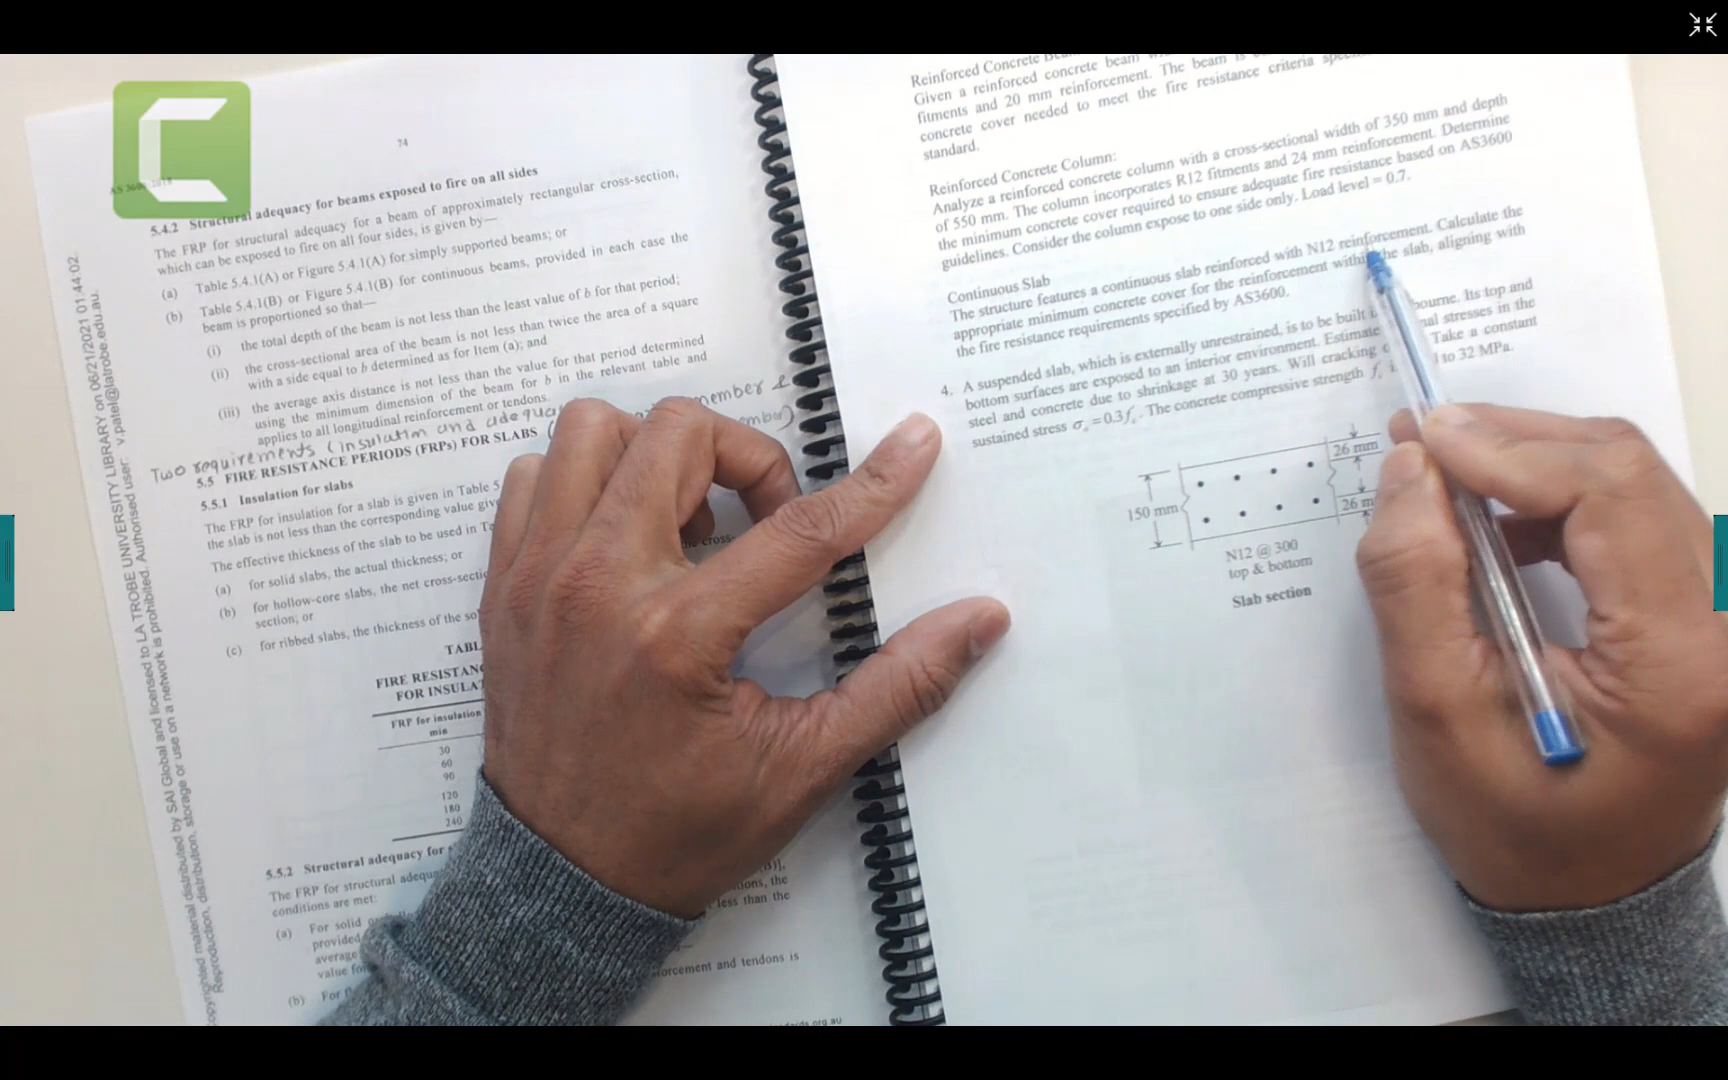 74
AS 3600:2018
5.4.2 Structural adequacy for beams exposed to fire on all sides
The FRP for structural adequacy for a beam of approximately rectangular cross-section,
which can be exposed to fire on all four sides, is given by—
(a) Table 5.4.1(A) or Figure 5.4.1(A) for simply supported beams; or
(b) Table 5.4.1(B) or Figure 5.4.1(B) for continuous beams, provided in each case the
beam is proportioned so that—
(i) the total depth of the beam is not less than the least value of b for that period;
(ii) the cross-sectional area of the beam is not less than twice the area of a square
with a side equal to b determined as for Item (a); and
(iii) the average axis distance is not less than the value for that period determined
using the minimum dimension of the beam for b in the relevant table and
applies to all longitudinal reinforcement or tendons.
Two requirements (insulation and adequa member &
member)
5.5 FIRE RESISTANCE PERIODS (FRPs) FOR SLABS
5.5.1 Insulation for slabs
The FRP for insulation for a slab is given in Table 5
the slab is not less than the corresponding value give
The effective thickness of the slab to be used in Ta
(a) for solid slabs, the actual thickness; or
(b) for hollow-core slabs, the net cross-sectio
the cross-
section; or
(c) for ribbed slabs, the thickness of the so
TABL
FIRE RESISTANC
FOR INSULAT
FRP for insulation
min
30
60
90
120
180
240
5.5.2 Structural adequacy for
The FRP for structural adequa
conditions are met:
(a) For solid or
provided
average
less than the
value for
(b) For
forcement and tendons is
Copyrighted material distributed by SAI Global and licensed to LA TROBE UNIVERSITY LIBRARY on 06/21/2021 01:44:02.
Reproduction, distribution, storage or use on a network is prohibited. Authorised user: v.patel@latrobe.edu.au.
Reinforced Concrete
Given a reinforced concrete beam
fitments and 20 mm reinforcement. The beam is
concrete cover needed to meet the fire resistance criteria
standard.
Reinforced Concrete Column:
Analyze a reinforced concrete column with a cross-sectional width of 350 mm and depth
of 550 mm. The column incorporates R12 fitments and 24 mm reinforcement. Determine
the minimum concrete cover required to ensure adequate fire resistance based on AS3600
guidelines. Consider the column expose to one side only. Load level = 0.7.
Continuous Slab
The structure features a continuous slab reinforced with N12 reinforcement. Calculate the
appropriate minimum concrete cover for the reinforcement within the slab, aligning with
the fire resistance requirements specified by AS3600.
4. A suspended slab, which is externally unrestrained, is to be built bourne. Its top and
bottom surfaces are exposed to an interior environment. Estimate nal stresses in the
steel and concrete due to shrinkage at 30 years. Will cracking Take a constant
sustained stress The concrete compressive strength to 32 MPa.
26 mm
150 mm
26 m
N12 @ 300
top & bottom
Slab section